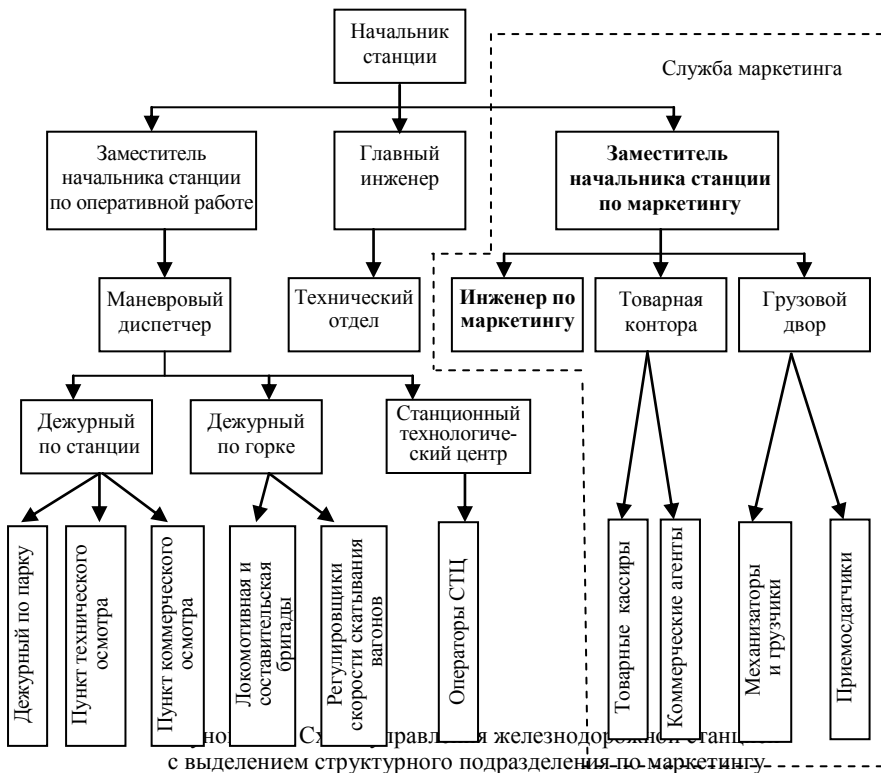 Начальник
станции
Служба маркетинга
Заместитель
начальника станции
по оперативной работе
Главный
инженер
Заместитель
начальника станции
по маркетингу
Маневровый
диспетчер
Технический
отдел
Инженер по
маркетингу
Товарная
контора
Грузовой
двор
Дежурный
по станции
Дежурный
по горке
Станционный
технологиче-
ский центр
Дежурный по парку
Пункт технического
осмотра
Пункт коммерческого
осмотра
Локомотивная и
составительская
бригады
Регулировщики
скорости скатывания
вагонов
Операторы СТЦ
Товарные кассиры
Коммерческие агенты
Механизаторы
и грузчики
Приемосдатчики
железнодорожной
с выделением структурного подразделения по маркетингу